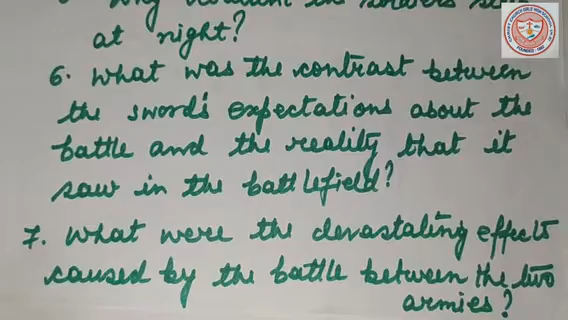 at night?
6. What was the contrast between
the sword's expectations about the
battle and the reality that it
saw in the battlefield?
7. What were the devastating effects
caused by the battle between the two
armies?